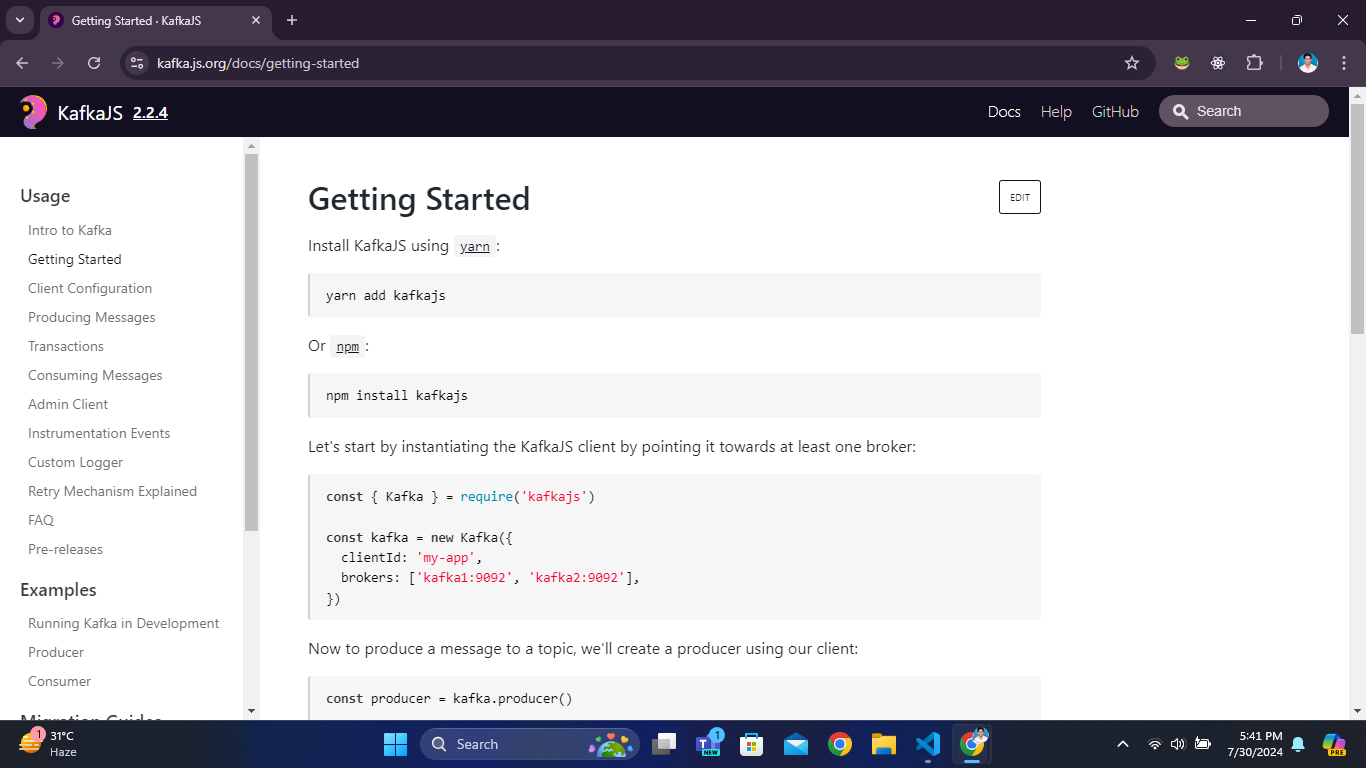 Getting Started · KafkaJS
kafka.js.org/docs/getting-started
KafkaJS 2.2.4
Docs Help GitHub Search
Usage
Intro to Kafka
Getting Started
Client Configuration
Producing Messages
Transactions
Consuming Messages
Admin Client
Instrumentation Events
Custom Logger
Retry Mechanism Explained
FAQ
Pre-releases
Examples
Running Kafka in Development
Producer
Consumer
Migration Guides
Getting Started
EDIT
Install KafkaJS using yarn:
yarn add kafkajs
Or npm:
npm install kafkajs
Let's start by instantiating the KafkaJS client by pointing it towards at least one broker:
const { Kafka } = require('kafkajs')
const kafka = new Kafka({
  clientId: 'my-app',
  brokers: ['kafka1:9092', 'kafka2:9092'],
})
Now to produce a message to a topic, we'll create a producer using our client:
const producer = kafka.producer()
1
31°C
Haze
Search
1
NEW
5:41 PM
7/30/2024
PRE